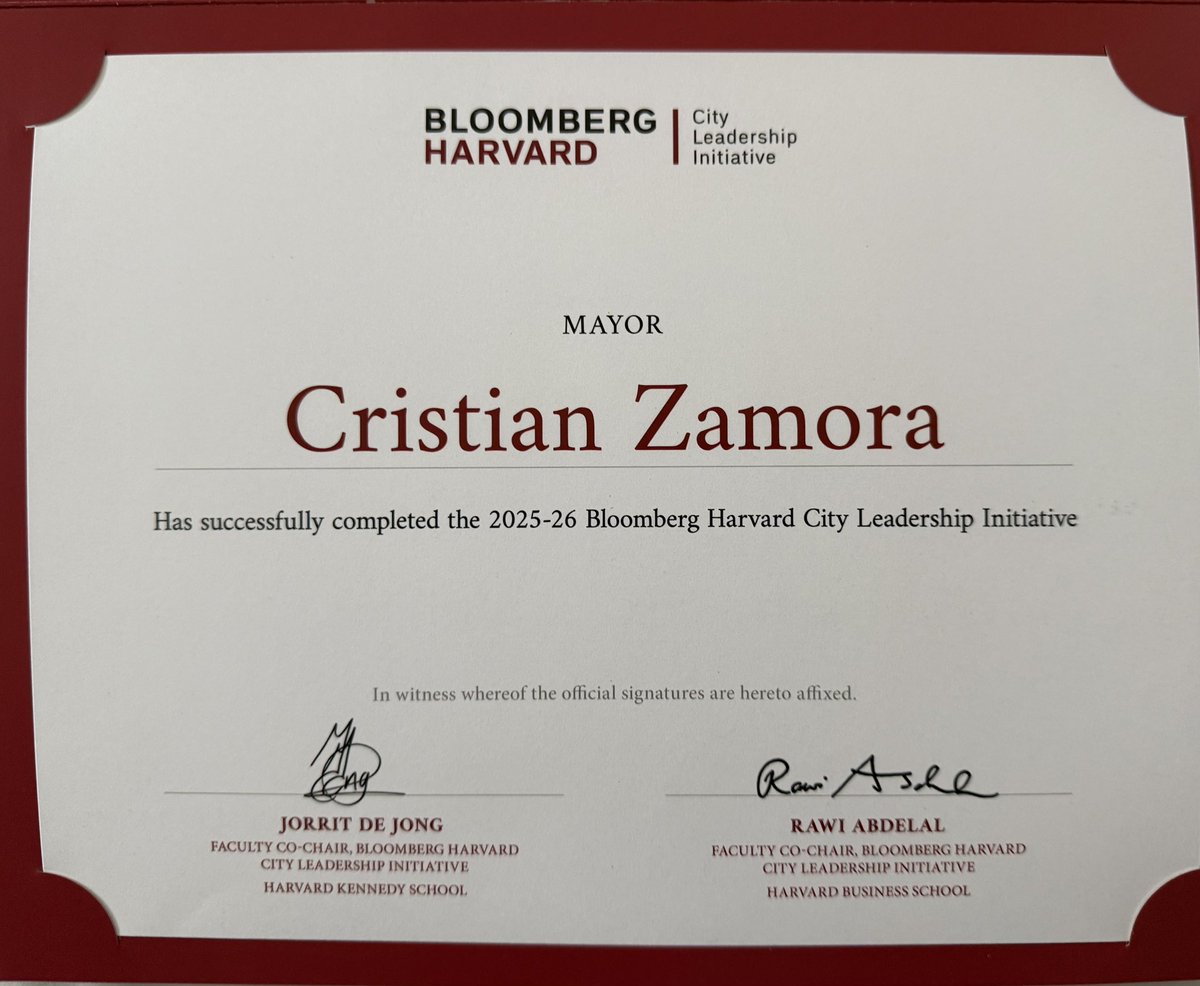 BLOOMBERG
HARVARD
City
Leadership
Initiative
MAYOR
Cristian Zamora
Has successfully completed the 2025-26 Bloomberg Harvard City Leadership Initiative
In witness whereof the official signatures are hereto affixed.
JORRIT DE JONG
FACULTY CO-CHAIR, BLOOMBERG HARVARD
CITY LEADERSHIP INITIATIVE
HARVARD KENNEDY SCHOOL
Rawi
RAWI ABDELAL
FACULTY CO-CHAIR, BLOOMBERG HARVARD
CITY LEADERSHIP INITIATIVE
HARVARD BUSINESS SCHOOL